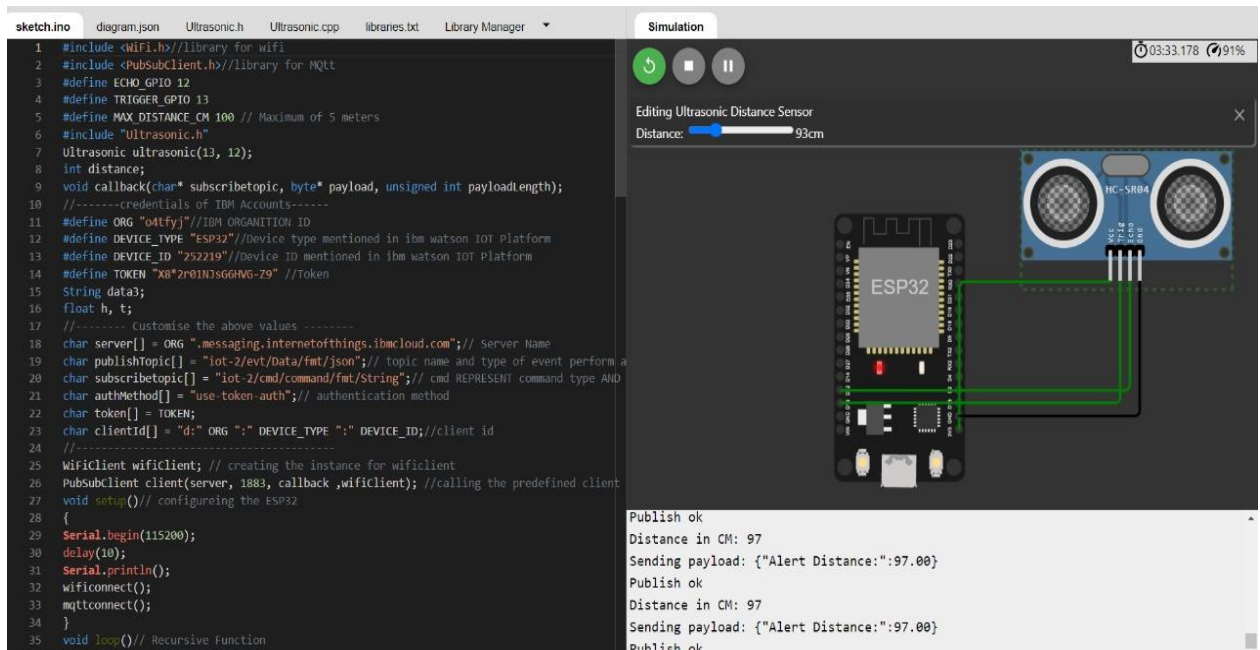 sketch.ino diagram.json Ultrasonic.h Ultrasonic.cpp libraries.txt Library Manager
1 #include <WiFi.h>//library for wifi
2 #include <PubSubClient.h>//library for MQtt
3 #define ECHO_GPIO 12
4 #define TRIGGER_GPIO 13
5 #define MAX_DISTANCE_CM 100 // Maximum of 5 meters
6 #include "Ultrasonic.h"
7 Ultrasonic ultrasonic(13, 12);
8 int distance;
9 void callback(char* subscribetopic, byte* payload, unsigned int payloadLength);
10 //-------credentials of IBM Accounts------
11 #define ORG "o4tfyj"//IBM ORGANITION ID
12 #define DEVICE_TYPE "ESP32"//Device type mentioned in ibm watson IOT Platform
13 #define DEVICE_ID "252219"//Device ID mentioned in ibm watson IOT Platform
14 #define TOKEN "X8*2r01NJsG6HVG-Z9" //Token
15 String data3;
16 float h, t;
17 //-------- Customise the above values --------
18 char server[] = ORG ".messaging.internetofthings.ibmcloud.com";// Server Name
19 char publishTopic[] = "iot-2/evt/Data/fmt/json";// topic name and type of event perform a
20 char subscribetopic[] = "iot-2/cmd/command/fmt/String";// cmd REPRESENT command type AND
21 char authMethod[] = "use-token-auth";// authentication method
22 char token[] = TOKEN;
23 char clientId[] = "d:" ORG ":" DEVICE_TYPE ":" DEVICE_ID;//client id
24 //-----------------------------------------
25 WiFiClient wifiClient; // creating the instance for wificlient
26 PubSubClient client(server, 1883, callback ,wifiClient); //calling the predefined client
27 void setup()// configureing the ESP32
28 {
29 Serial.begin(115200);
30 delay(10);
31 Serial.println();
32 wificonnect();
33 mqttconnect();
34 }
35 void loop()// Recursive Function
Simulation
03:33.178 91%
Editing Ultrasonic Distance Sensor
Distance: 93cm
HC-SR04
Vcc Trig Echo Gnd
ESP32
Publish ok
Distance in CM: 97
Sending payload: {"Alert Distance:":97.00}
Publish ok
Distance in CM: 97
Sending payload: {"Alert Distance:":97.00}
Publish ok